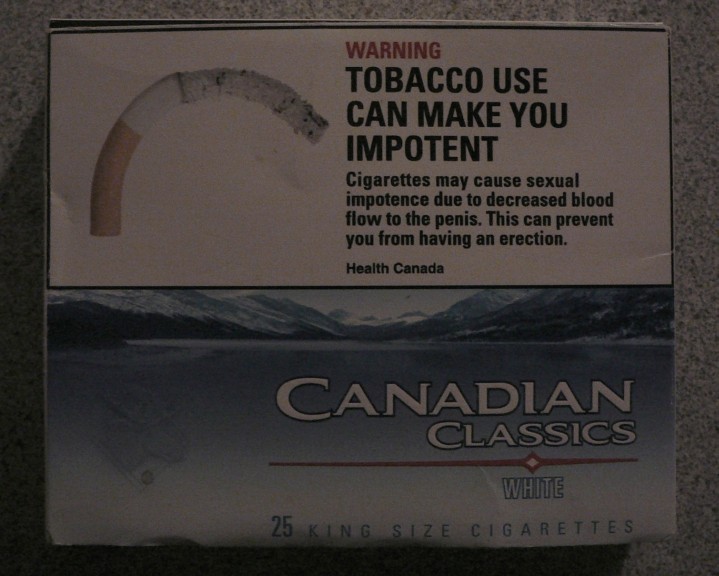 WARNING
TOBACCO USE
CAN MAKE YOU
IMPOTENT
Cigarettes may cause sexual
impotence due to decreased blood
flow to the penis. This can prevent
you from having an erection.
Health Canada
CANADIAN
CLASSICS
WHITE
25 KING SIZE CIGARETTES